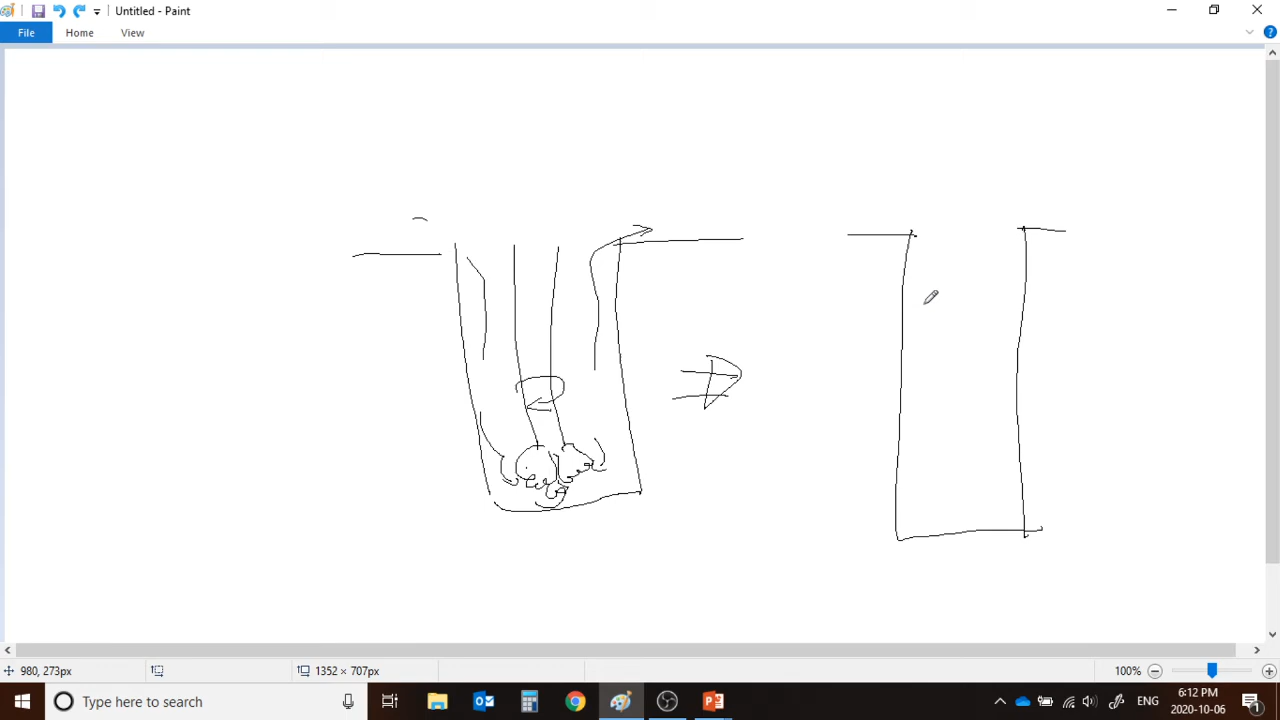 Untitled - Paint
File Home View
980, 273px 1352 × 707px 100%
Type here to search
ENG 6:12 PM
2020-10-06